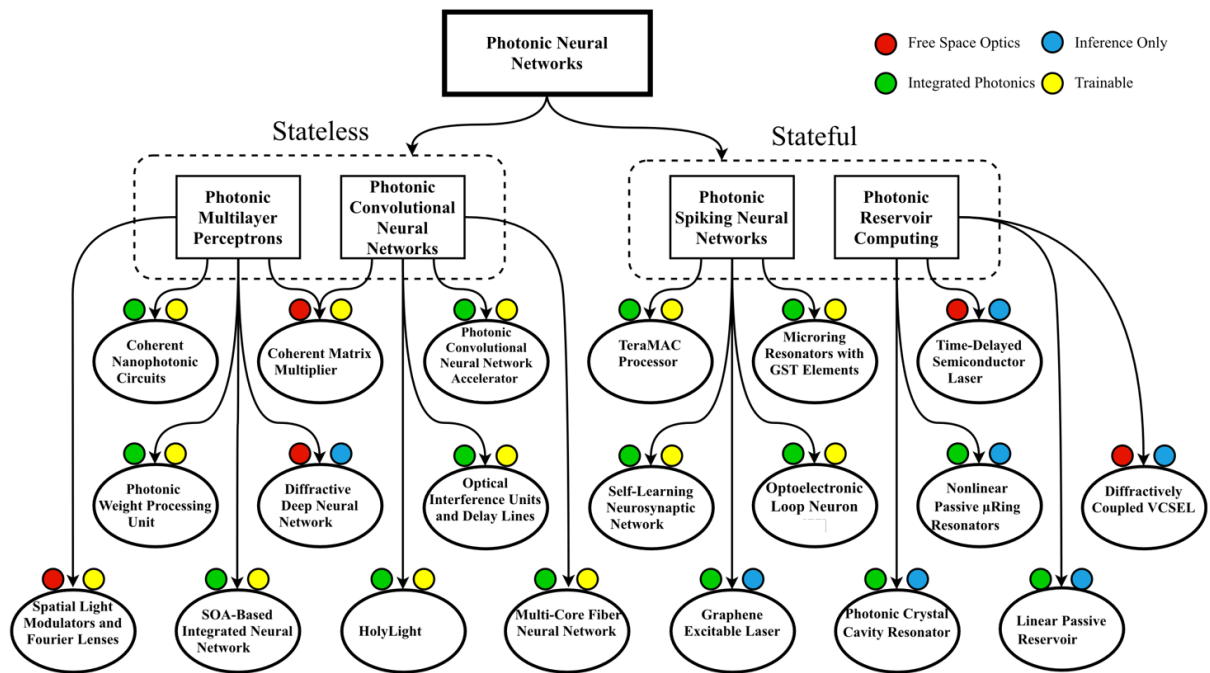 Photonic Neural
Networks
Free Space Optics
Inference Only
Integrated Photonics
Trainable
Stateless
Stateful
Photonic
Multilayer
Perceptrons
Photonic
Convolutional
Neural
Networks
Photonic
Spiking Neural
Networks
Photonic
Reservoir
Computing
Coherent
Nanophotonic
Circuits
Coherent Matrix
Multiplier
Photonic
Convolutional
Neural Network
Accelerator
TeraMAC
Processor
Microring
Resonators with
GST Elements
Time-Delayed
Semiconductor
Laser
Photonic
Weight Processing
Unit
Diffractive
Deep Neural
Network
Optical
Interference Units
and Delay Lines
Self-Learning
Neurosynaptic
Network
Optoelectronic
Loop Neuron
Nonlinear
Passive μRing
Resonators
Diffractively
Coupled VCSEL
Spatial Light
Modulators and
Fourier Lenses
SOA-Based
Integrated Neural
Network
HolyLight
Multi-Core Fiber
Neural Network
Graphene
Excitable Laser
Photonic Crystal
Cavity Resonator
Linear Passive
Reservoir